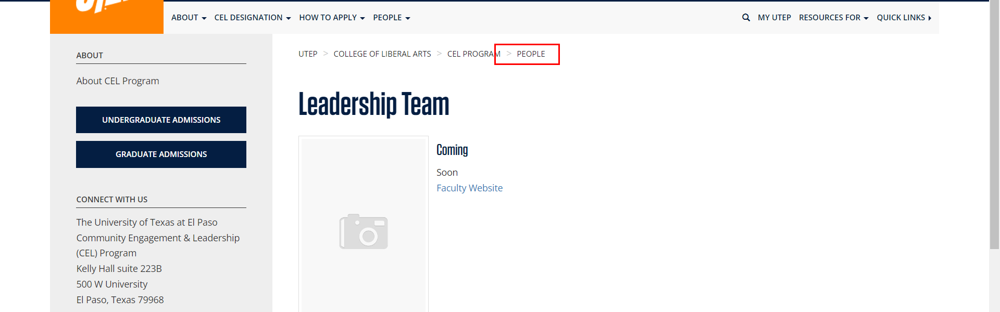 ABOUT CEL DESIGNATION HOW TO APPLY PEOPLE MY UTEP RESOURCES FOR QUICK LINKS
ABOUT
About CEL Program
UNDERGRADUATE ADMISSIONS
GRADUATE ADMISSIONS
CONNECT WITH US
The University of Texas at El Paso
Community Engagement & Leadership
(CEL) Program
Kelly Hall suite 223B
500 W University
El Paso, Texas 79968
UTEP > COLLEGE OF LIBERAL ARTS > CEL PROGRAM > PEOPLE
Leadership Team
Coming
Soon
Faculty Website